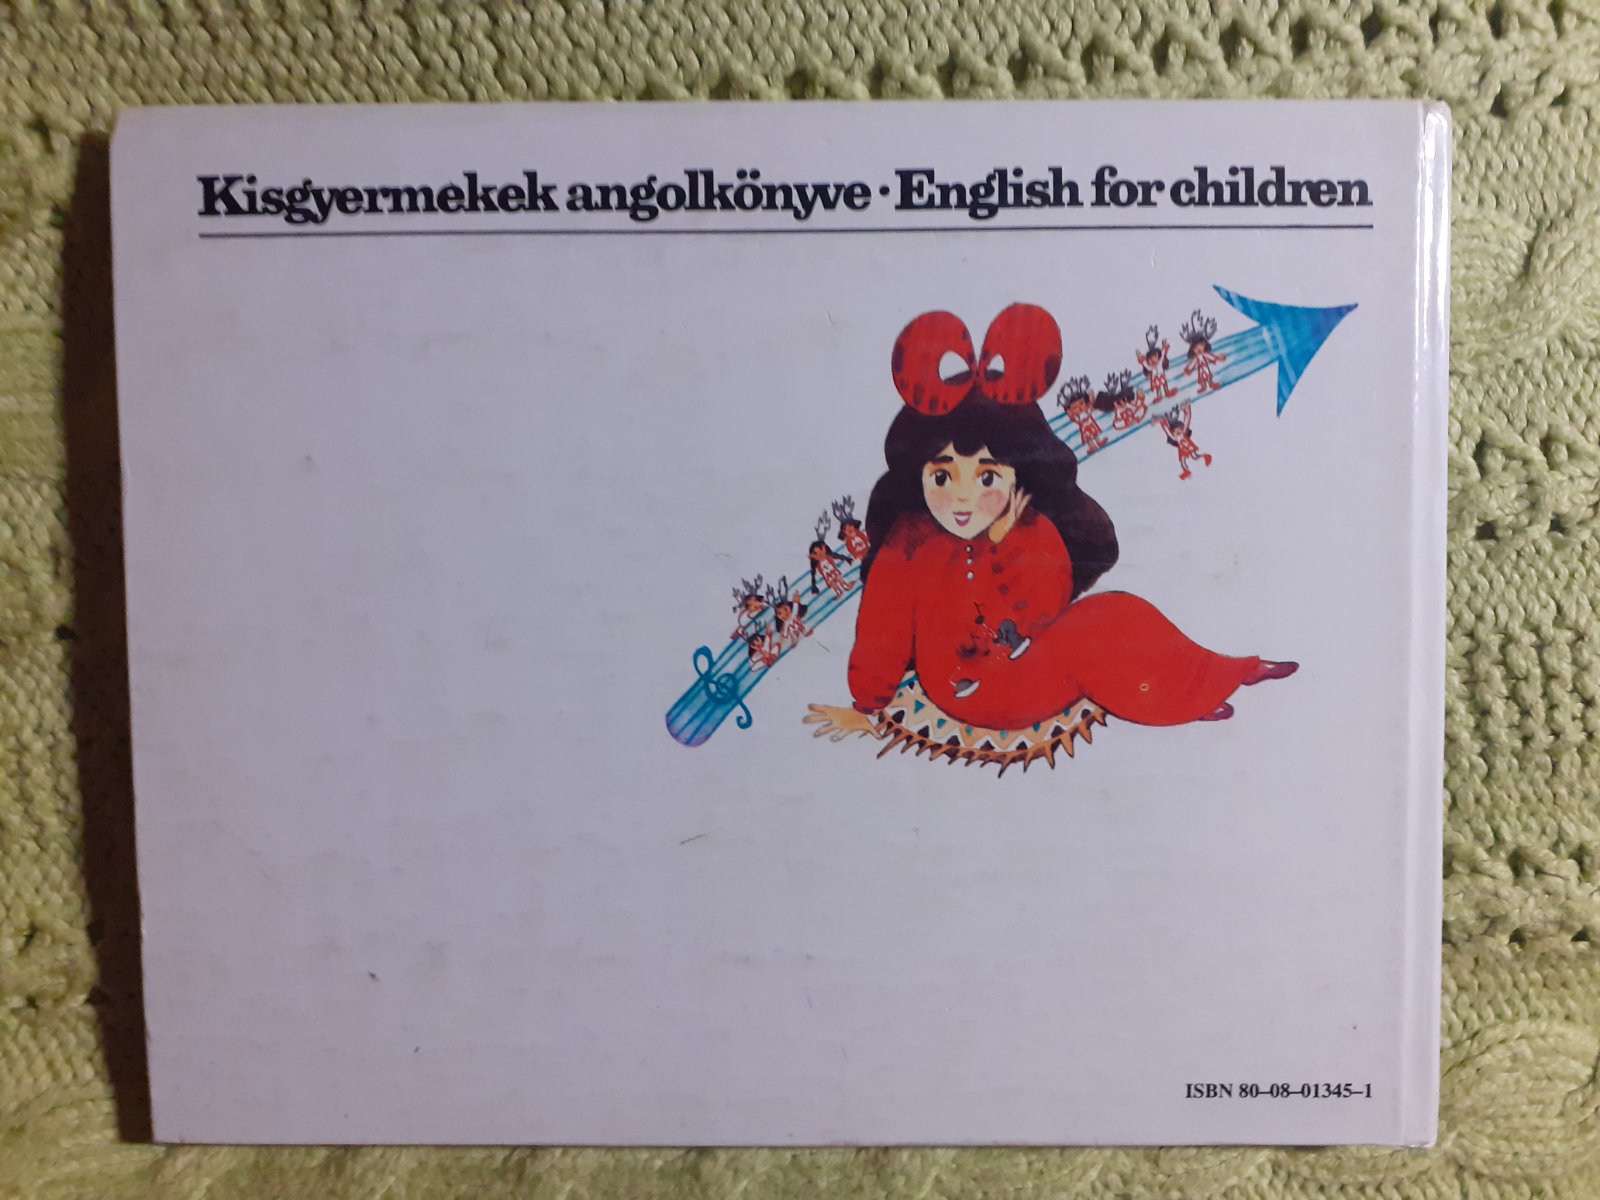 Kisgyermekek angolkönyve · English for children
ISBN 80–08–01345–1